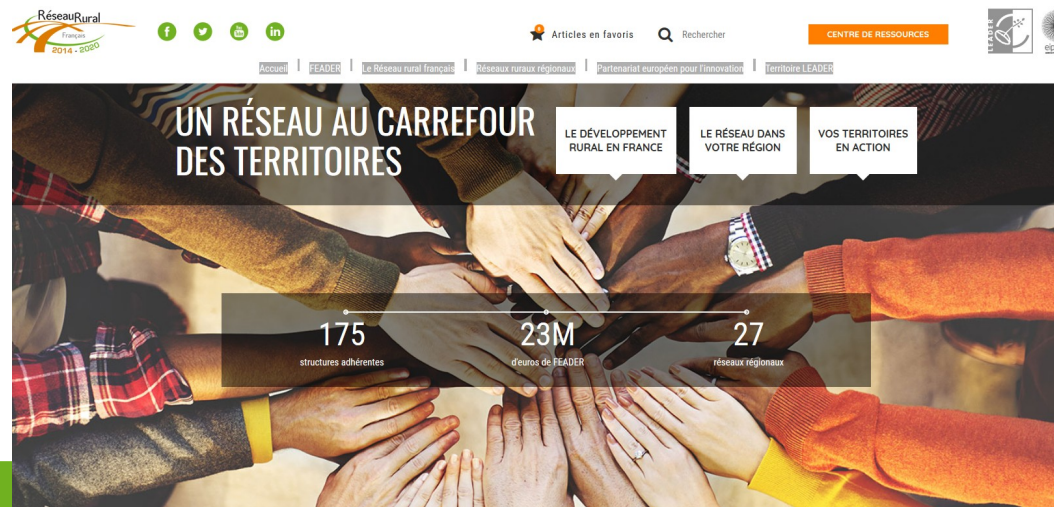 RéseauRural
Français
2014 - 2020
Articles en favoris
Rechercher
CENTRE DE RESSOURCES
LEADER
Accueil
FEADER
Le Réseau rural français
Réseaux ruraux régionaux
Partenariat européen pour l'innovation
Territoire LEADER
UN RÉSEAU AU CARREFOUR
DES TERRITOIRES
LE DÉVELOPPEMENT
RURAL EN FRANCE
LE RÉSEAU DANS
VOTRE RÉGION
VOS TERRITOIRES
EN ACTION
175
structures adhérentes
23M
d'euros de FEADER
27
réseaux régionaux